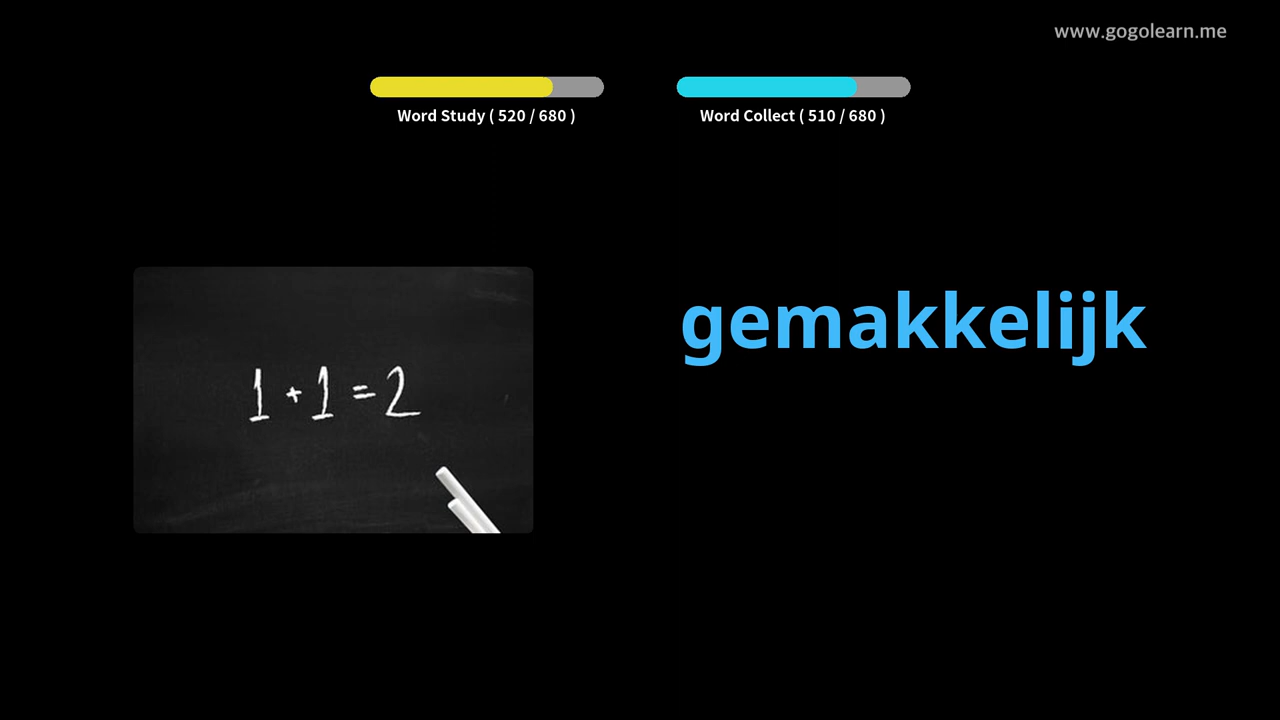 www.gogolearn.me
Word Study ( 520 / 680 )
Word Collect ( 510 / 680 )
1 + 1 = 2
gemakkelijk